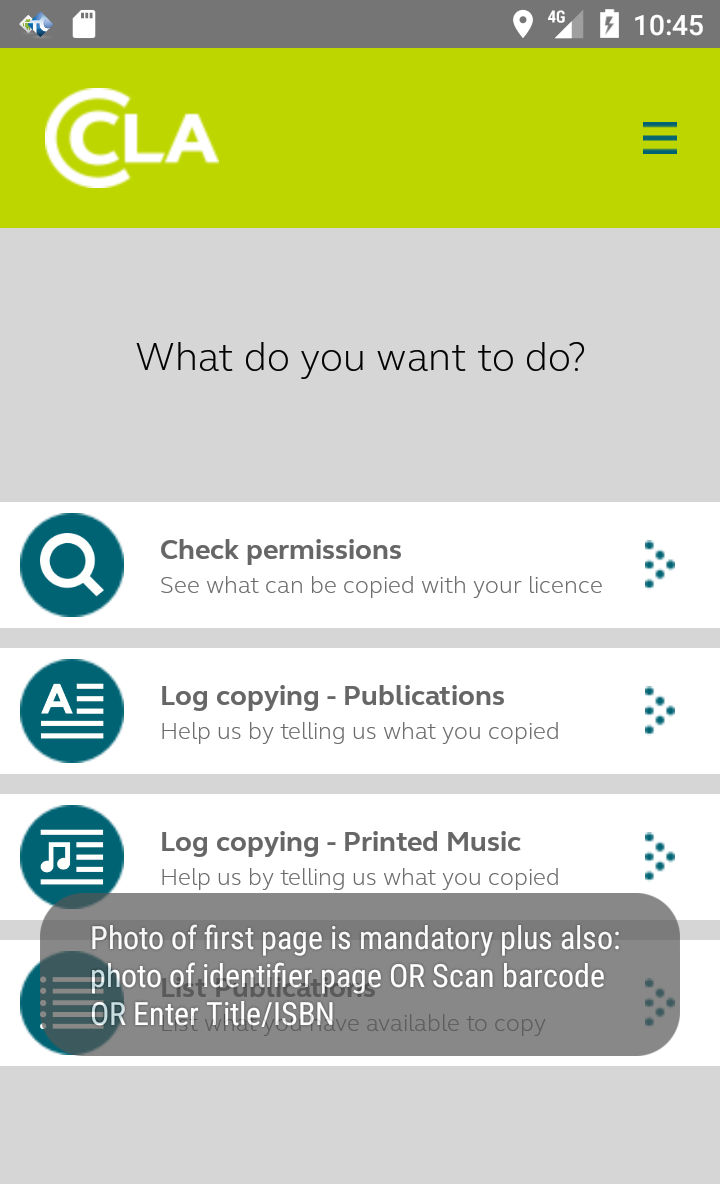 4G
10:45
CLA
What do you want to do?
Check permissions
See what can be copied with your licence
Log copying - Publications
Help us by telling us what you copied
Log copying - Printed Music
Help us by telling us what you copied
Photo of first page is mandatory plus also:
photo of identifier page OR Scan barcode
OR Enter Title/ISBN
List Publications
List what you have available to copy